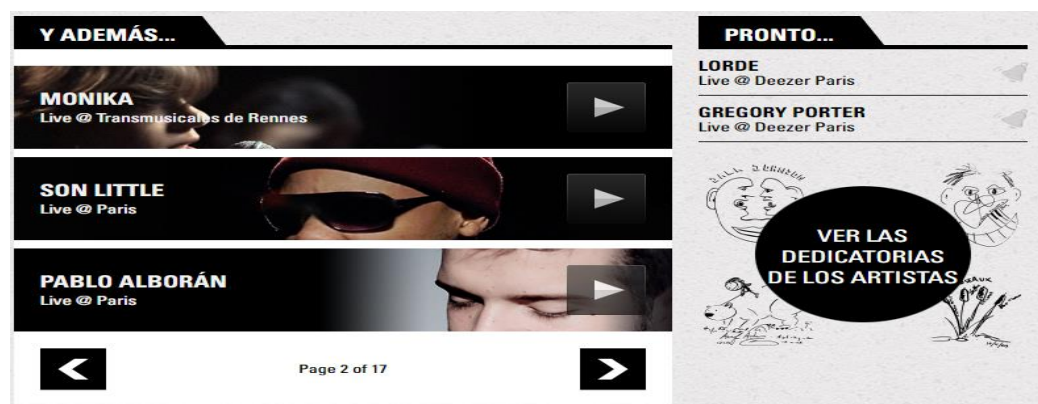 Y ADEMÁS...
MONIKA
Live @ Transmusicales de Rennes
SON LITTLE
Live @ Paris
PABLO ALBORÁN
Live @ Paris
Page 2 of 17
PRONTO...
LORDE
Live @ Deezer Paris
GREGORY PORTER
Live @ Deezer Paris
VER LAS
DEDICATORIAS
DE LOS ARTISTAS